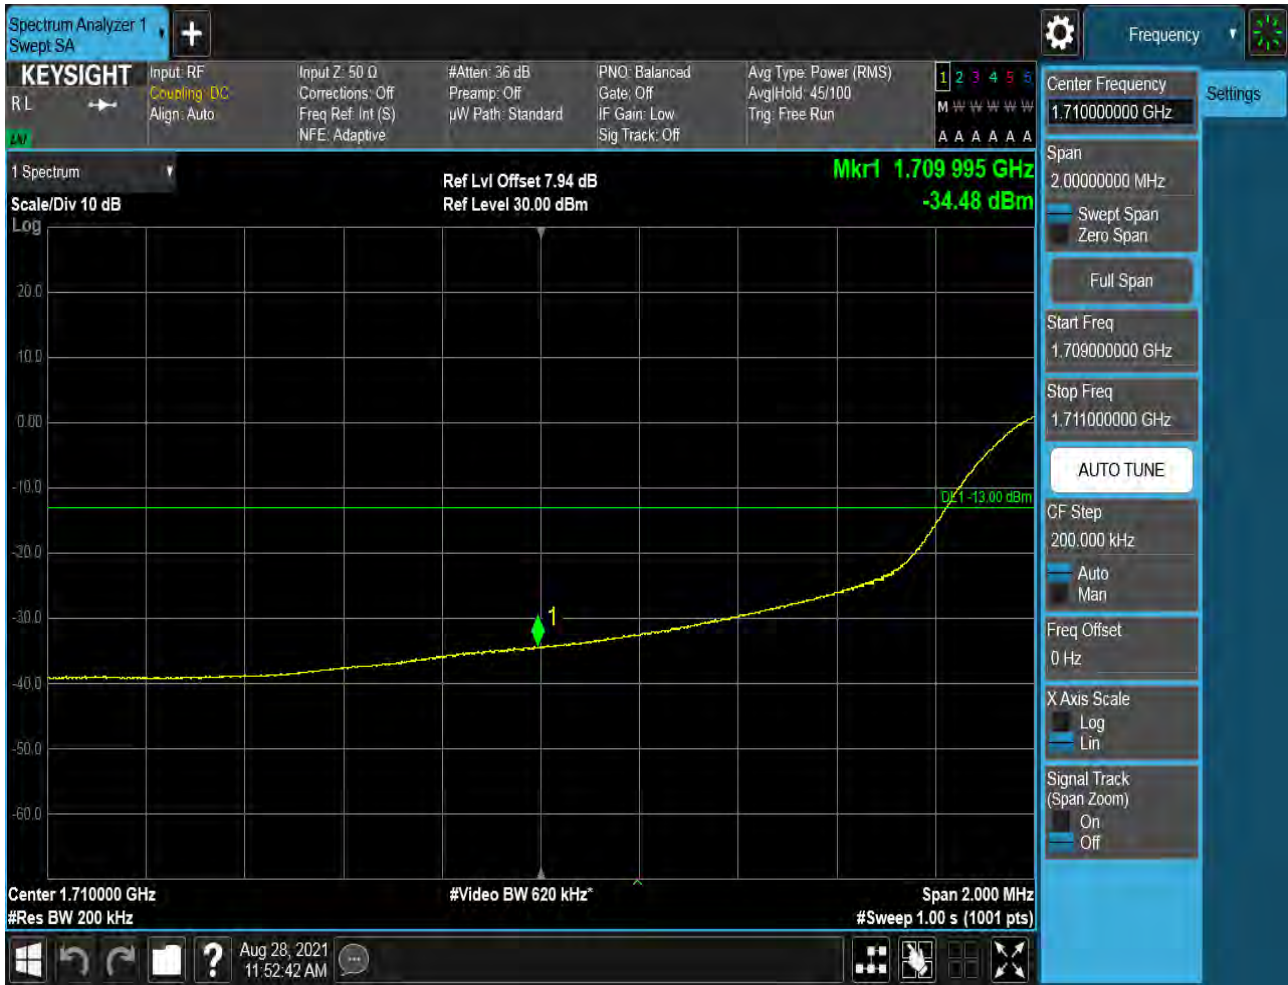 Spectrum Analyzer 1
Swept SA
Frequency
KEYSIGHT
R L
LNI
Input: RF
Coupling: DC
Align: Auto
Input Z: 50 Ω
Corrections: Off
Freq Ref: Int (S)
NFE: Adaptive
#Atten: 36 dB
Preamp: Off
µW Path: Standard
PNO: Balanced
Gate: Off
IF Gain: Low
Sig Track: Off
Avg Type: Power (RMS)
Avg|Hold: 45/100
Trig: Free Run
1 2 3 4 5 6
M W W W W W
A A A A A A
1 Spectrum
Scale/Div 10 dB
Log
Ref Lvl Offset 7.94 dB
Ref Level 30.00 dBm
Mkr1 1.709 995 GHz
-34.48 dBm
20.0
10.0
0.00
-10.0
-20.0
-30.0
-40.0
-50.0
-60.0
DL1 -13.00 dBm
1
Center 1.710000 GHz
#Res BW 200 kHz
#Video BW 620 kHz*
Span 2.000 MHz
#Sweep 1.00 s (1001 pts)
Center Frequency
1.710000000 GHz
Settings
Span
2.00000000 MHz
Swept Span
Zero Span
Full Span
Start Freq
1.709000000 GHz
Stop Freq
1.711000000 GHz
AUTO TUNE
CF Step
200.000 kHz
Auto
Man
Freq Offset
0 Hz
X Axis Scale
Log
Lin
Signal Track
(Span Zoom)
On
Off
?
Aug 28, 2021
11:52:42 AM